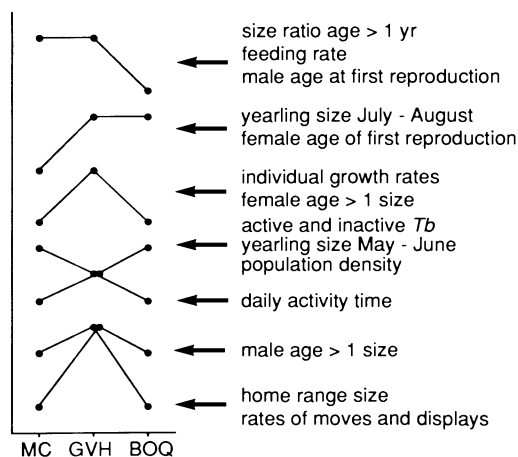 size ratio age > 1 yr
feeding rate
male age at first reproduction
yearling size July - August
female age of first reproduction
individual growth rates
female age > 1 size
active and inactive Tb
yearling size May - June
population density
daily activity time
male age > 1 size
home range size
rates of moves and displays
MC GVH BOQ